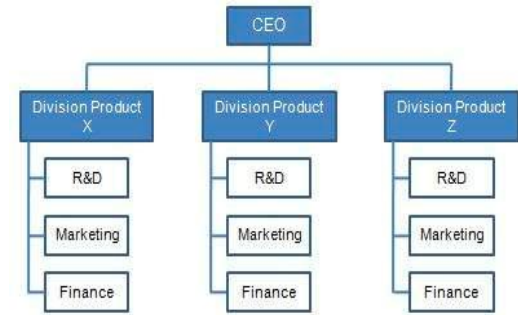 CEO
Division Product
X
Division Product
Y
Division Product
Z
R&D
R&D
R&D
Marketing
Marketing
Marketing
Finance
Finance
Finance